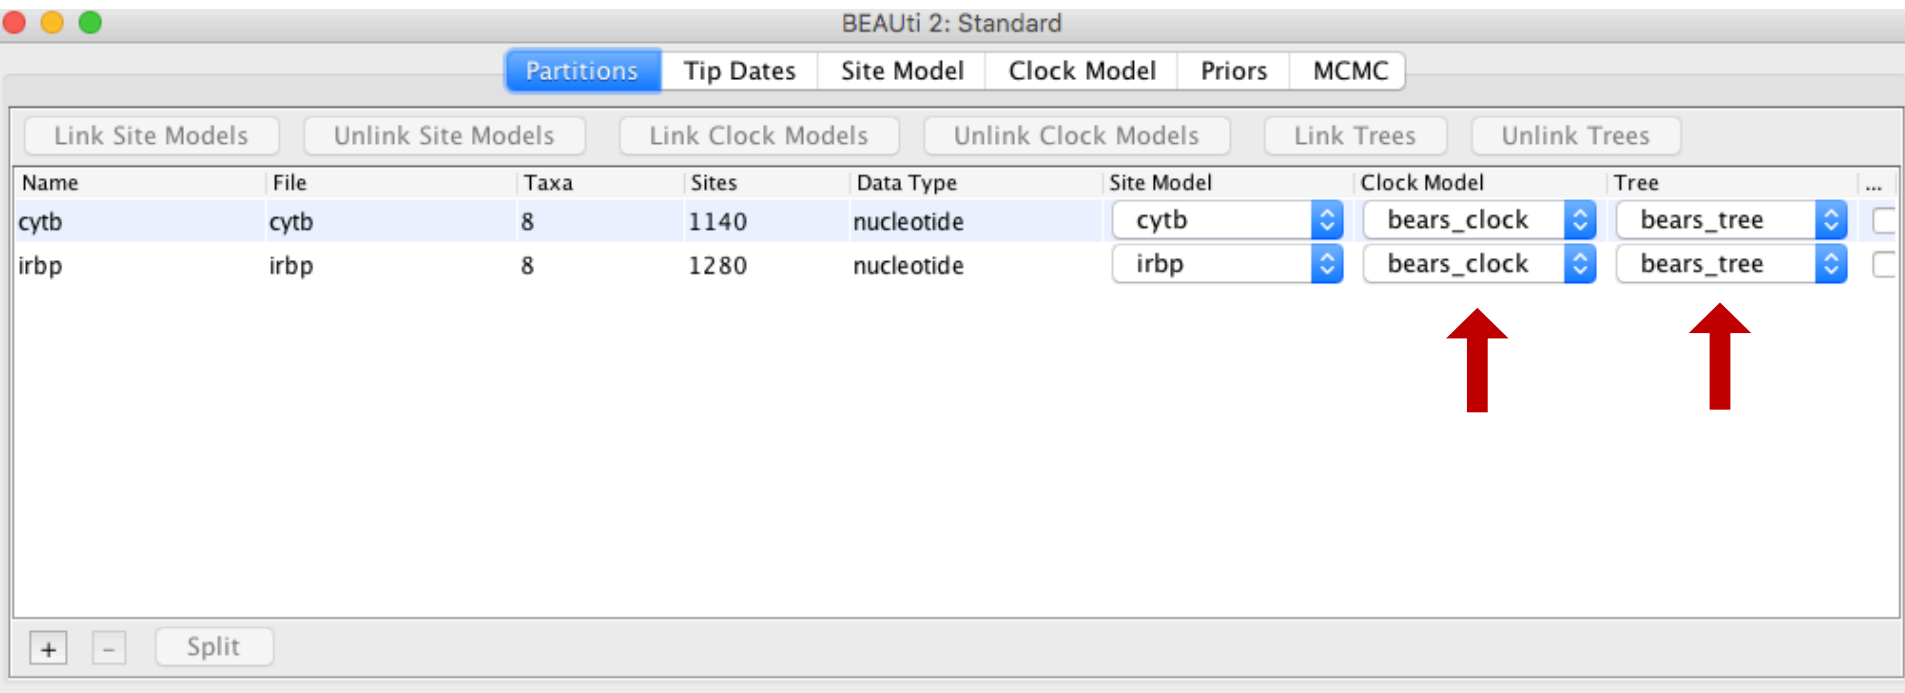 BEAUti 2: Standard
Partitions Tip Dates Site Model Clock Model Priors MCMC
Link Site Models Unlink Site Models Link Clock Models Unlink Clock Models Link Trees Unlink Trees
Name File Taxa Sites Data Type Site Model Clock Model Tree ...
cytb cytb 8 1140 nucleotide cytb bears_clock bears_tree
irbp irbp 8 1280 nucleotide irbp bears_clock bears_tree
+ - Split